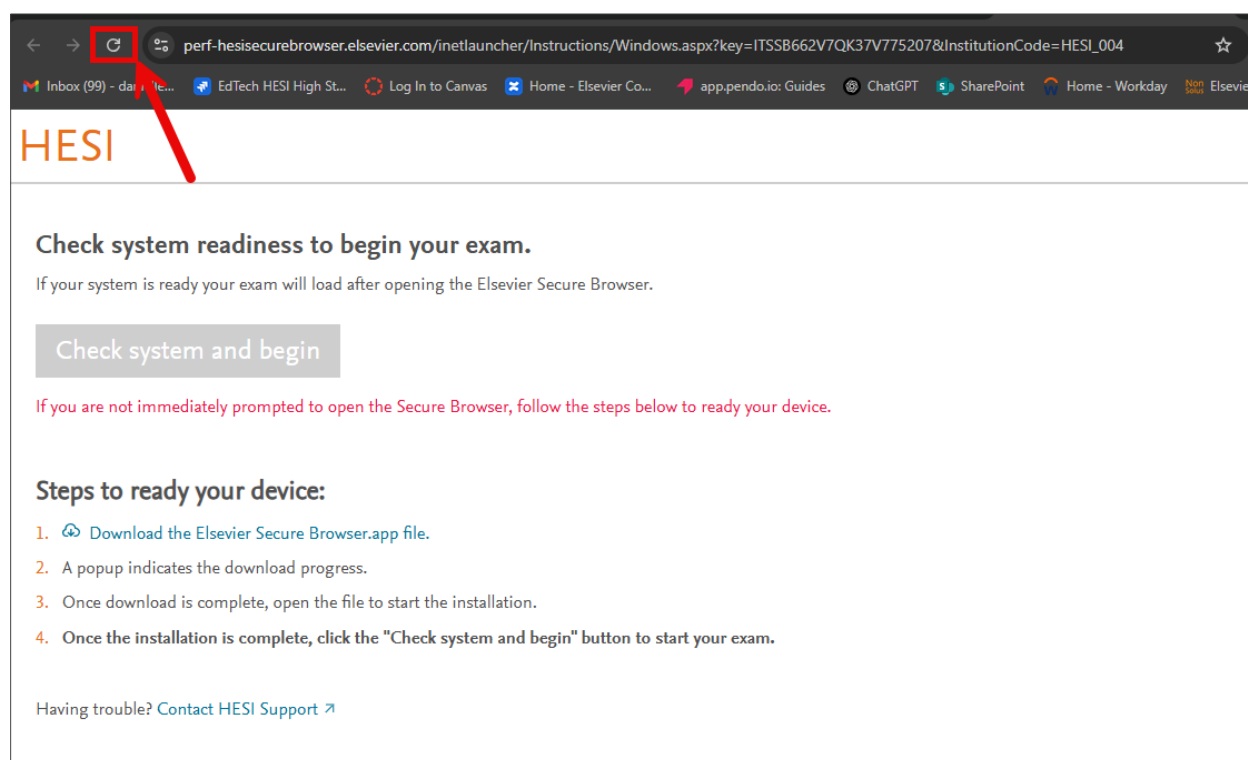 perf-hesisecurebrowser.elsevier.com/inetlauncher/Instructions/Windows.aspx?key=ITSSB662V7QK37V775207&InstitutionCode=HESI_004
Inbox (99) - EdTech HESI High St... Log In to Canvas Home - Elsevier Co... app.pendo.io: Guides ChatGPT SharePoint Home - Workday Non Solus Elsevie
HESI
Check system readiness to begin your exam.
If your system is ready your exam will load after opening the Elsevier Secure Browser.
Check system and begin
If you are not immediately prompted to open the Secure Browser, follow the steps below to ready your device.
Steps to ready your device:
1. Download the Elsevier Secure Browser.app file.
2. A popup indicates the download progress.
3. Once download is complete, open the file to start the installation.
4. Once the installation is complete, click the "Check system and begin" button to start your exam.
Having trouble? Contact HESI Support ↗